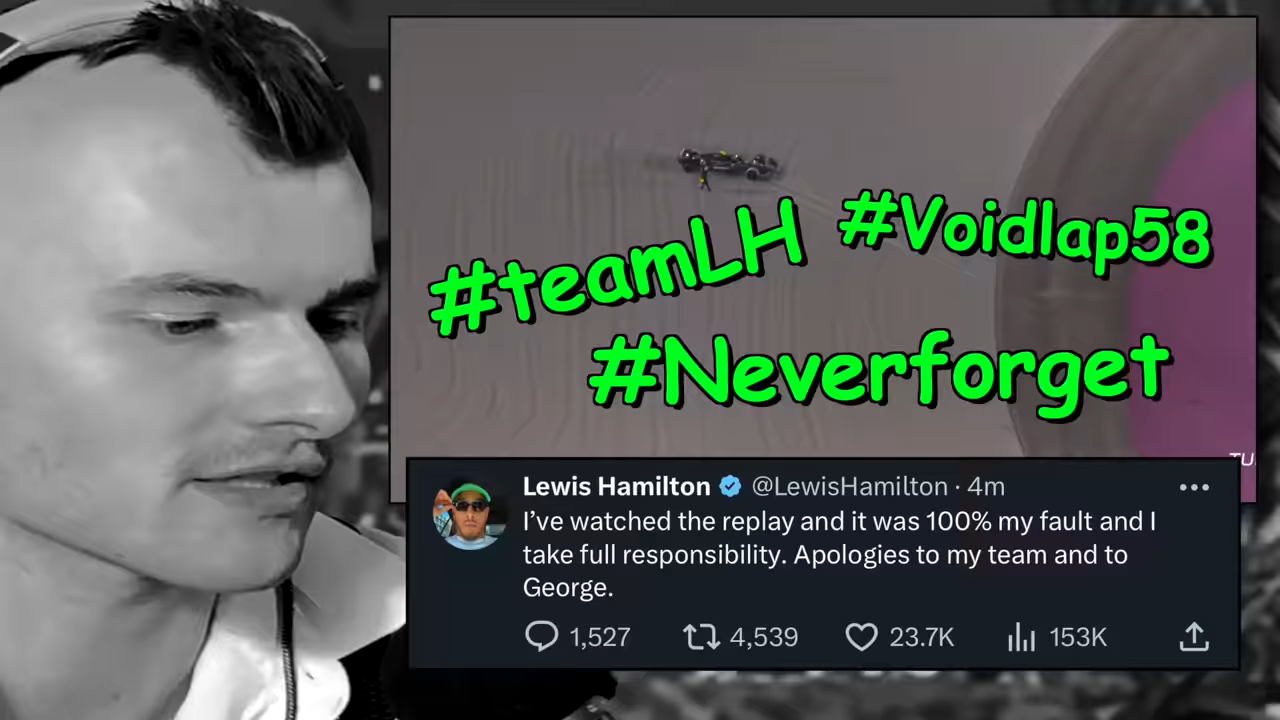 #teamLH #Voidlap58
#Neverforget
TU
Lewis Hamilton @LewisHamilton · 4m
I’ve watched the replay and it was 100% my fault and I
take full responsibility. Apologies to my team and to
George.
1,527 4,539 23.7K 153K